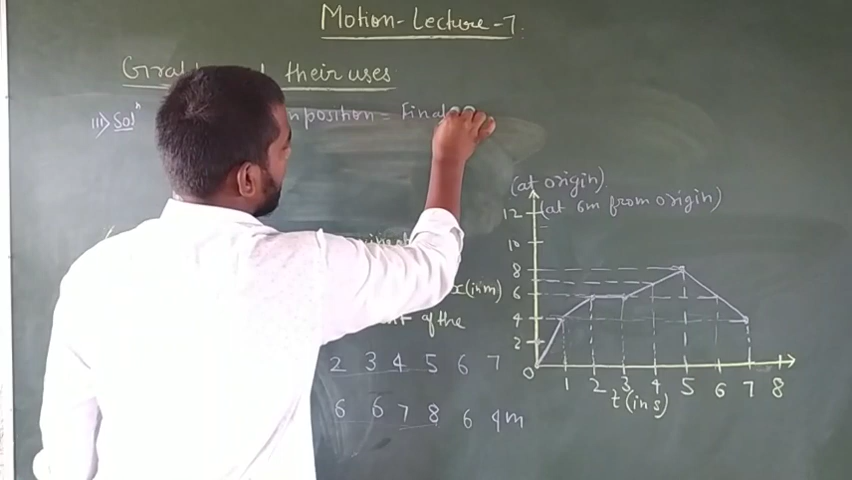 Motion-Lecture-7.
their uses
iii) Solⁿ position = Final
(at origin)
(at 6m from origin)
12
10
8
6
4
2
0
1 2 3 4 5 6 7 8
t (in s)
x (in m)
of the
2 3 4 5 6 7
6 6 7 8 6 4m